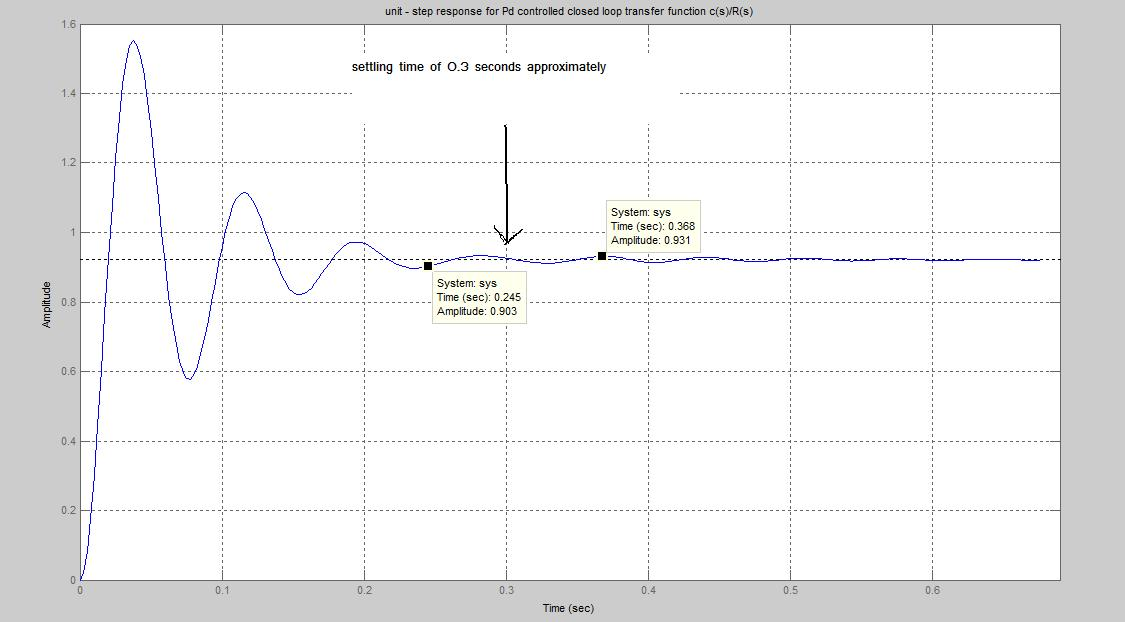 unit - step response for Pd controlled closed loop transfer function c(s)/R(s)
1.6
settling time of 0.3 seconds approximately
1.4
1.2
System: sys
Time (sec): 0.368
Amplitude: 0.931
1
System: sys
Time (sec): 0.245
Amplitude: 0.903
0.8
Amplitude
0.6
0.4
0.2
0
0 0.1 0.2 0.3 0.4 0.5 0.6
Time (sec)